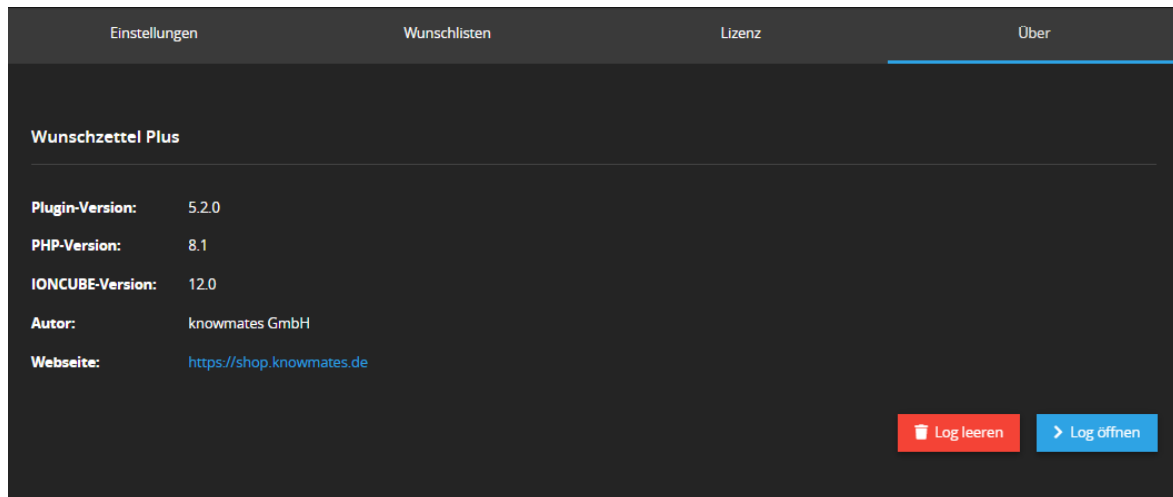 Einstellungen Wunschlisten Lizenz Über
Wunschzettel Plus
Plugin-Version: 5.2.0
PHP-Version: 8.1
IONCUBE-Version: 12.0
Autor: knowmates GmbH
Webseite: https://shop.knowmates.de
Log leeren Log öffnen